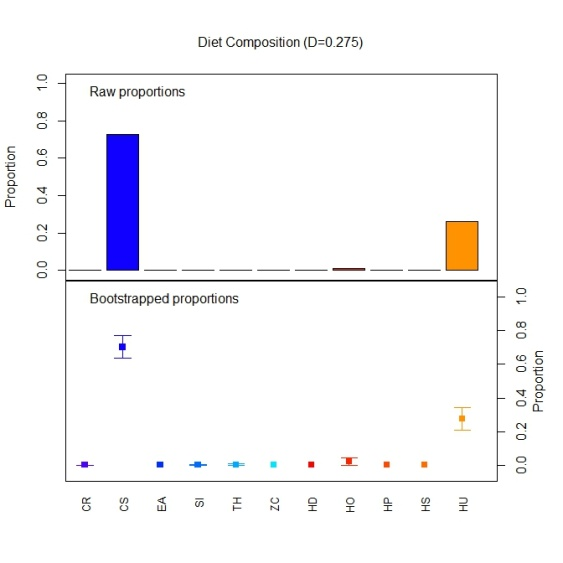 Diet Composition (D=0.275)
Raw proportions
Proportion
1.0
0.8
0.6
0.4
0.2
0.0
Bootstrapped proportions
Proportion
1.0
0.8
0.6
0.4
0.2
0.0
CR CS EA SI TH ZC HD HO HP HS HU